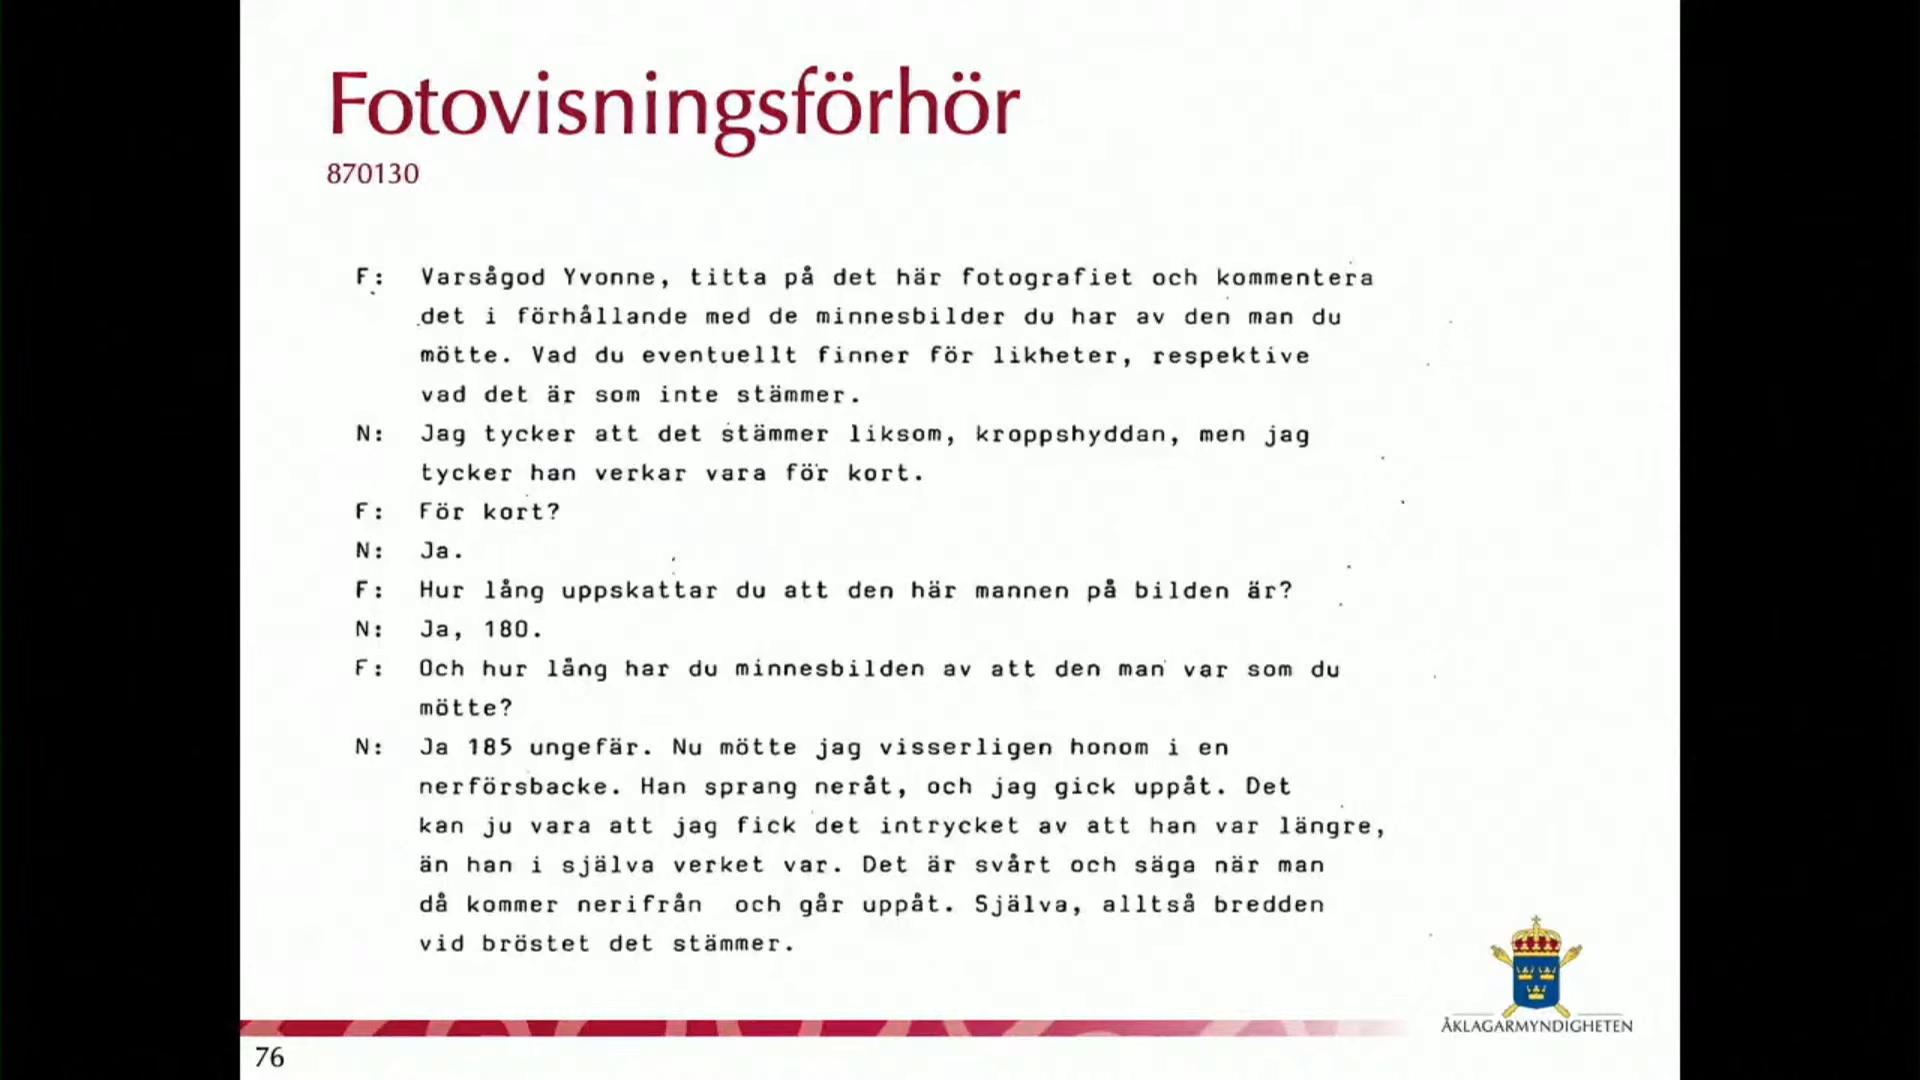 Fotovisningsförhör
870130
F: Varsågod Yvonne, titta på det här fotografiet och kommentera
det i förhållande med de minnesbilder du har av den man du
mötte. Vad du eventuellt finner för likheter, respektive
vad det är som inte stämmer.
N: Jag tycker att det stämmer liksom, kroppshyddan, men jag
tycker han verkar vara för kort.
F: För kort?
N: Ja.
F: Hur lång uppskattar du att den här mannen på bilden är?
N: Ja, 180.
F: Och hur lång har du minnesbilden av att den man var som du
mötte?
N: Ja 185 ungefär. Nu mötte jag visserligen honom i en
nerförsbacke. Han sprang neråt, och jag gick uppåt. Det
kan ju vara att jag fick det intrycket av att han var längre,
än han i själva verket var. Det är svårt och säga när man
då kommer nerifrån och går uppåt. Själva, alltså bredden
vid bröstet det stämmer.
ÅKLAGARMYNDIGHETEN
76